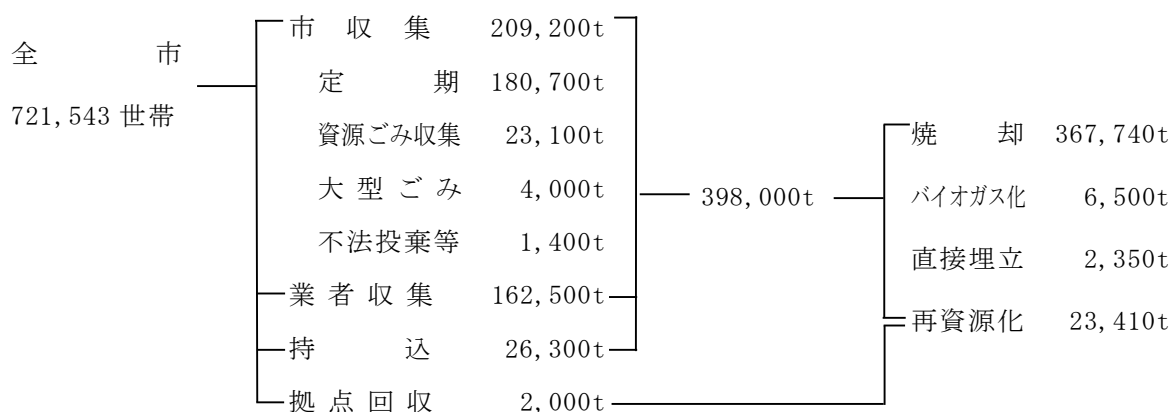 全市
721,543 世帯
市収集 209,200t
定期 180,700t
資源ごみ収集 23,100t
大型ごみ 4,000t
不法投棄等 1,400t
業者収集 162,500t
持込 26,300t
拠点回収 2,000t
398,000t
焼却 367,740t
バイオガス化 6,500t
直接埋立 2,350t
再資源化 23,410t